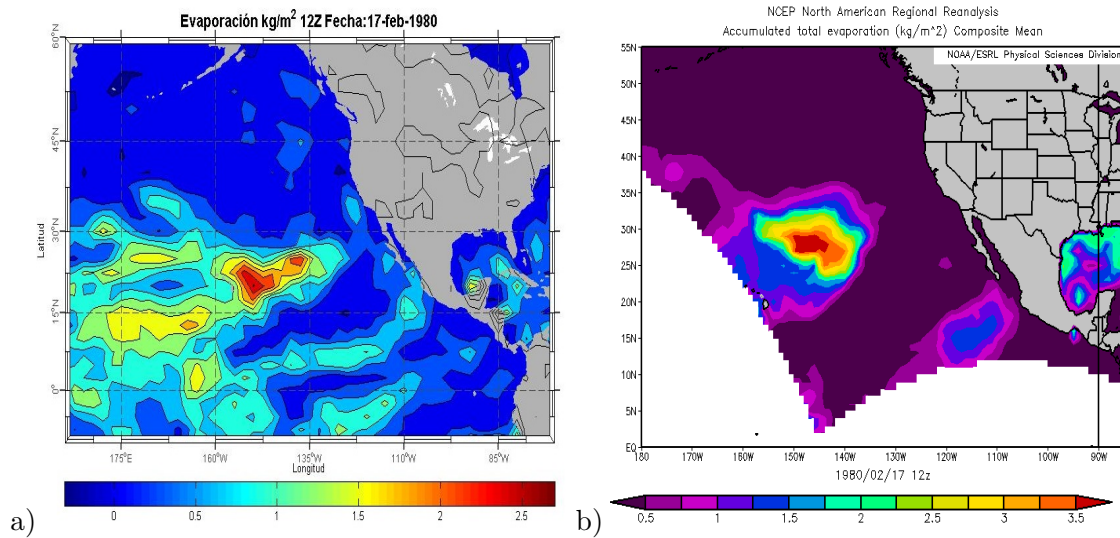 Evaporación kg/m² 12Z Fecha:17-feb-1980
60°N
45°N
30°N
15°N
0°
Latitud
175°E
160°W
135°W
110°W
85°W
Longitud
0
0.5
1
1.5
2
2.5
a)
NCEP North American Regional Reanalysis
Accumulated total evaporation (kg/m^2) Composite Mean
NOAA/ESRL Physical Sciences Division
55N
50N
45N
40N
35N
30N
25N
20N
15N
10N
5N
EQ
180
170W
160W
150W
140W
130W
120W
110W
100W
90W
1980/02/17 12z
0.5
1
1.5
2
2.5
3
3.5
b)